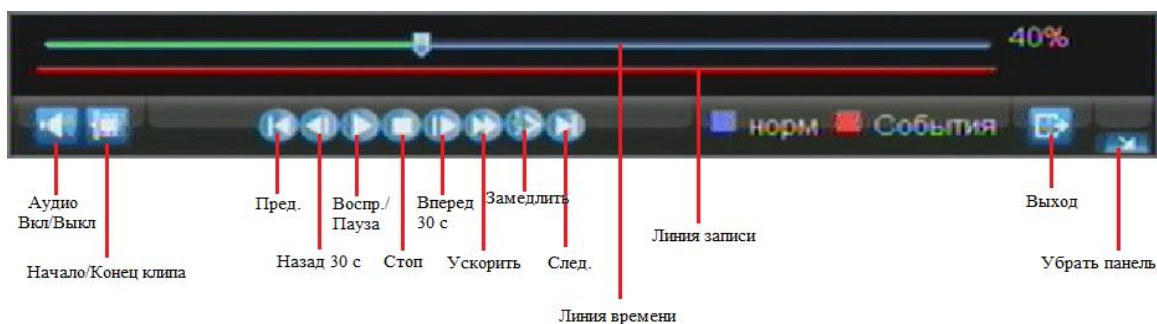 40%
норм События
Аудио
Вкл/Выкл
Начало/Конец клипа
Пред.
Назад 30 с
Воспр./
Пауза
Стоп
Вперед
30 с
Ускорить
Замедлить
След.
Линия записи
Линия времени
Выход
Убрать панель